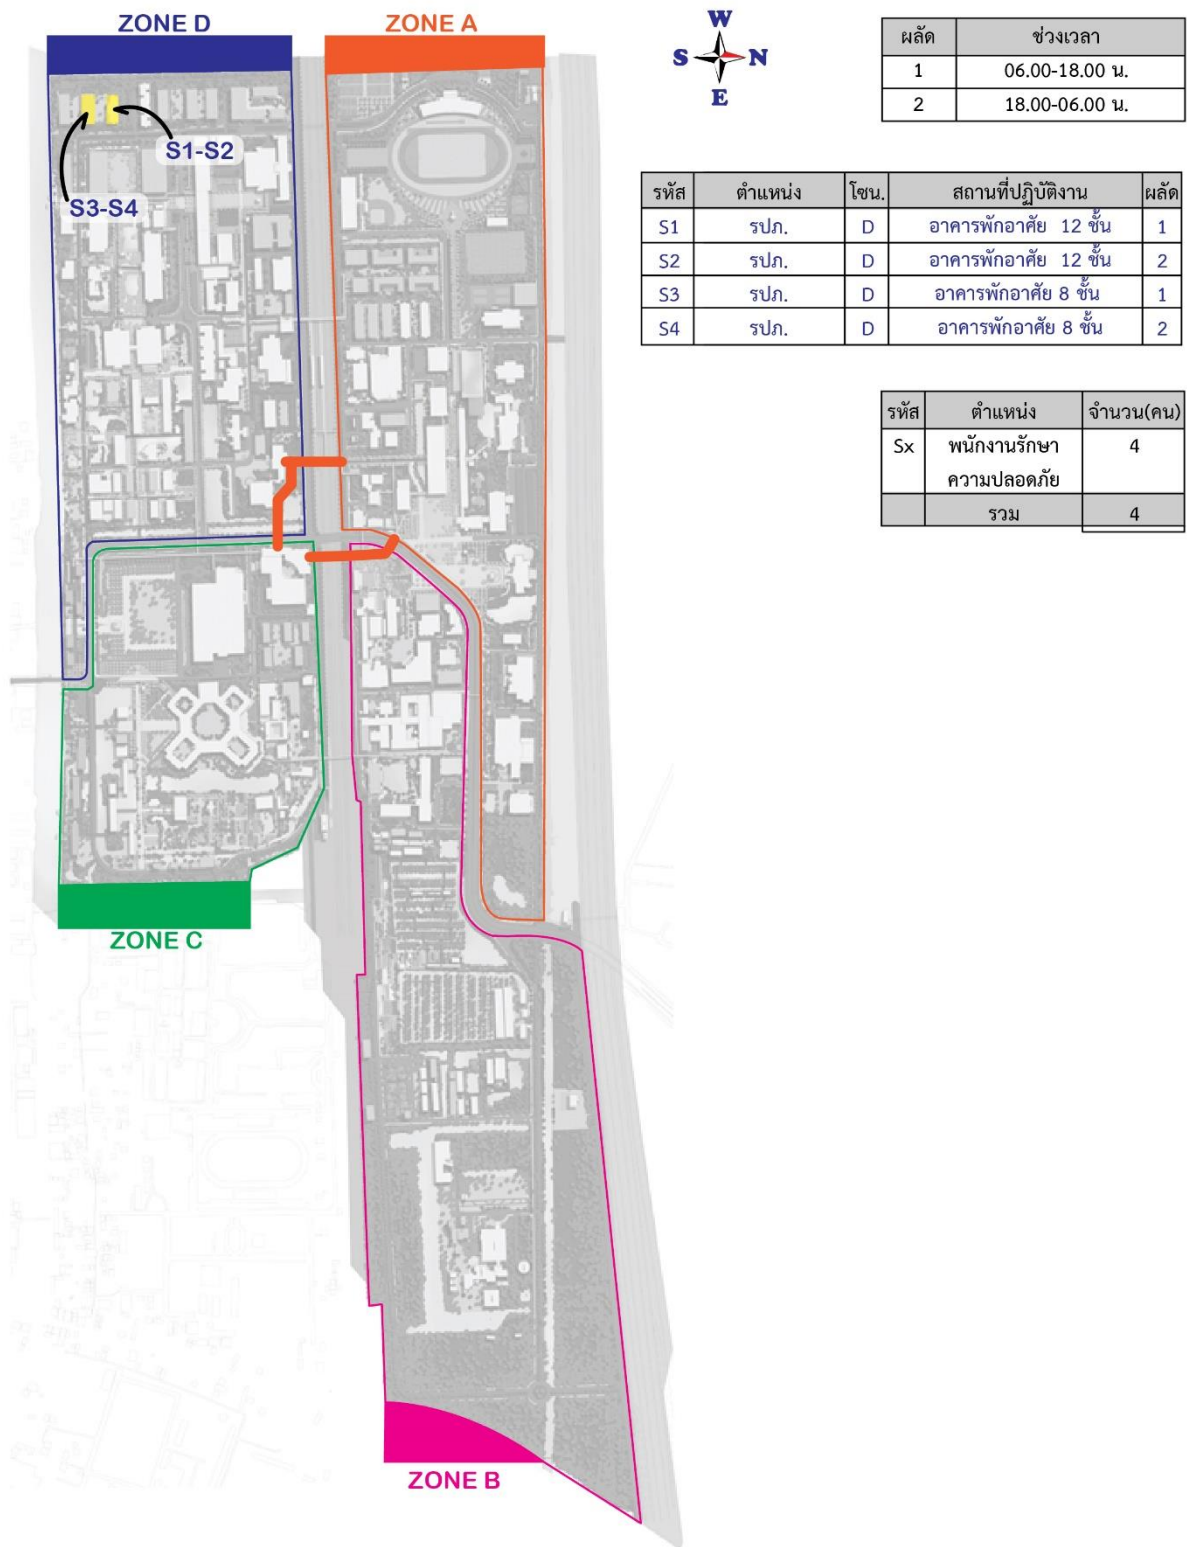 ZONE D
ZONE A
W
S N
E
ผลัด ช่วงเวลา
1 06.00-18.00 น.
2 18.00-06.00 น.
S1-S2
S3-S4
รหัส ตำแหน่ง โซน. สถานที่ปฏิบัติงาน ผลัด
S1 รปภ. D อาคารพักอาศัย 12 ชั้น 1
S2 รปภ. D อาคารพักอาศัย 12 ชั้น 2
S3 รปภ. D อาคารพักอาศัย 8 ชั้น 1
S4 รปภ. D อาคารพักอาศัย 8 ชั้น 2
รหัส ตำแหน่ง จำนวน(คน)
Sx พนักงานรักษา 4
ความปลอดภัย
รวม 4
ZONE C
ZONE B